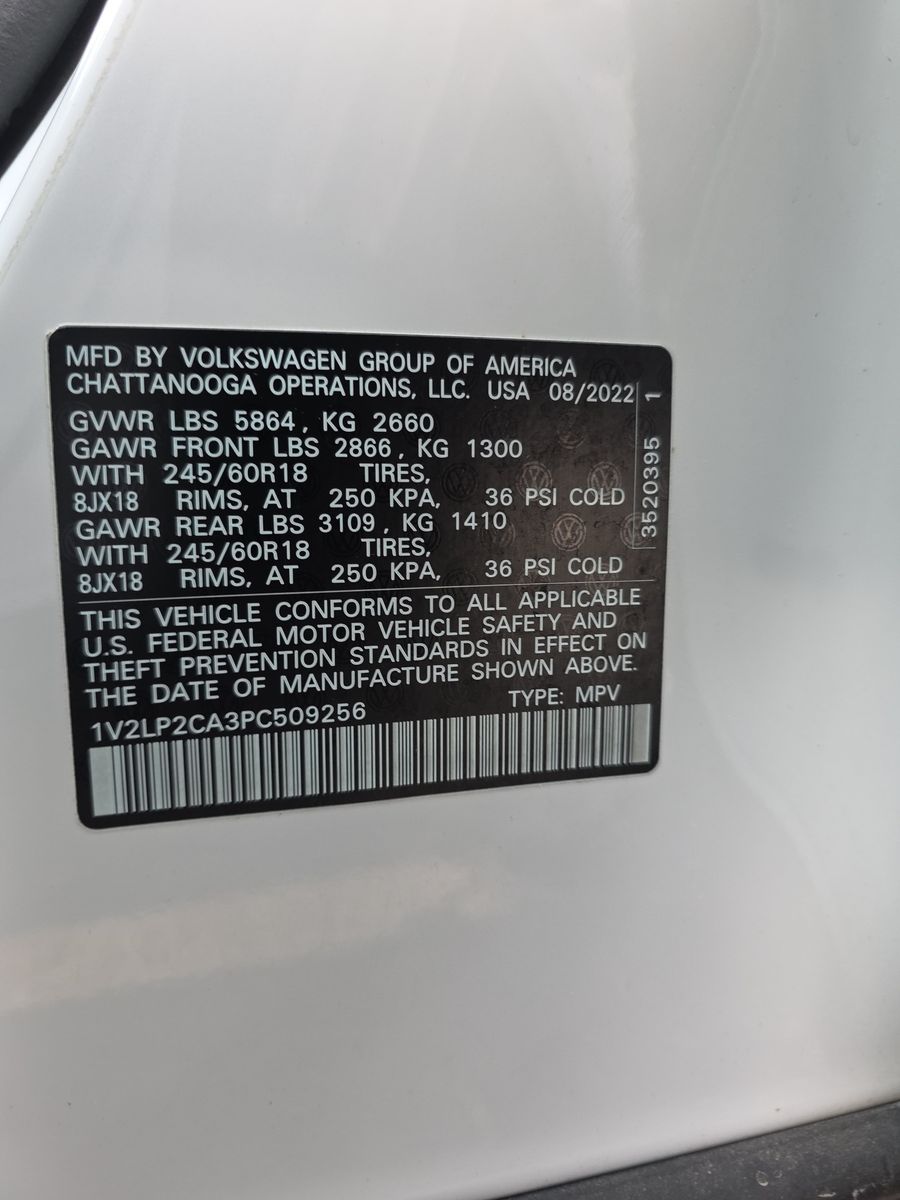 MFD BY VOLKSWAGEN GROUP OF AMERICA
CHATTANOOGA OPERATIONS, LLC. USA 08/2022
GVWR LBS 5864, KG 2660
GAWR FRONT LBS 2866, KG 1300
WITH 245/60R18 TIRES,
8JX18 RIMS, AT 250 KPA, 36 PSI COLD
GAWR REAR LBS 3109, KG 1410
WITH 245/60R18 TIRES,
8JX18 RIMS, AT 250 KPA, 36 PSI COLD
3520395 1
THIS VEHICLE CONFORMS TO ALL APPLICABLE
U.S. FEDERAL MOTOR VEHICLE SAFETY AND
THEFT PREVENTION STANDARDS IN EFFECT ON
THE DATE OF MANUFACTURE SHOWN ABOVE.
1V2LP2CA3PC509256 TYPE: MPV